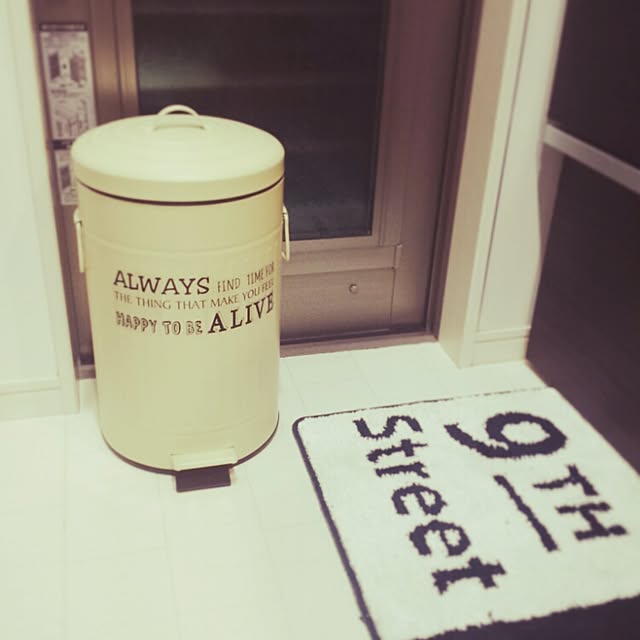 ALWAYS FIND TIME FOR
THE THING THAT MAKE YOU FEEL
HAPPY TO BE ALIVE
9TH
Street